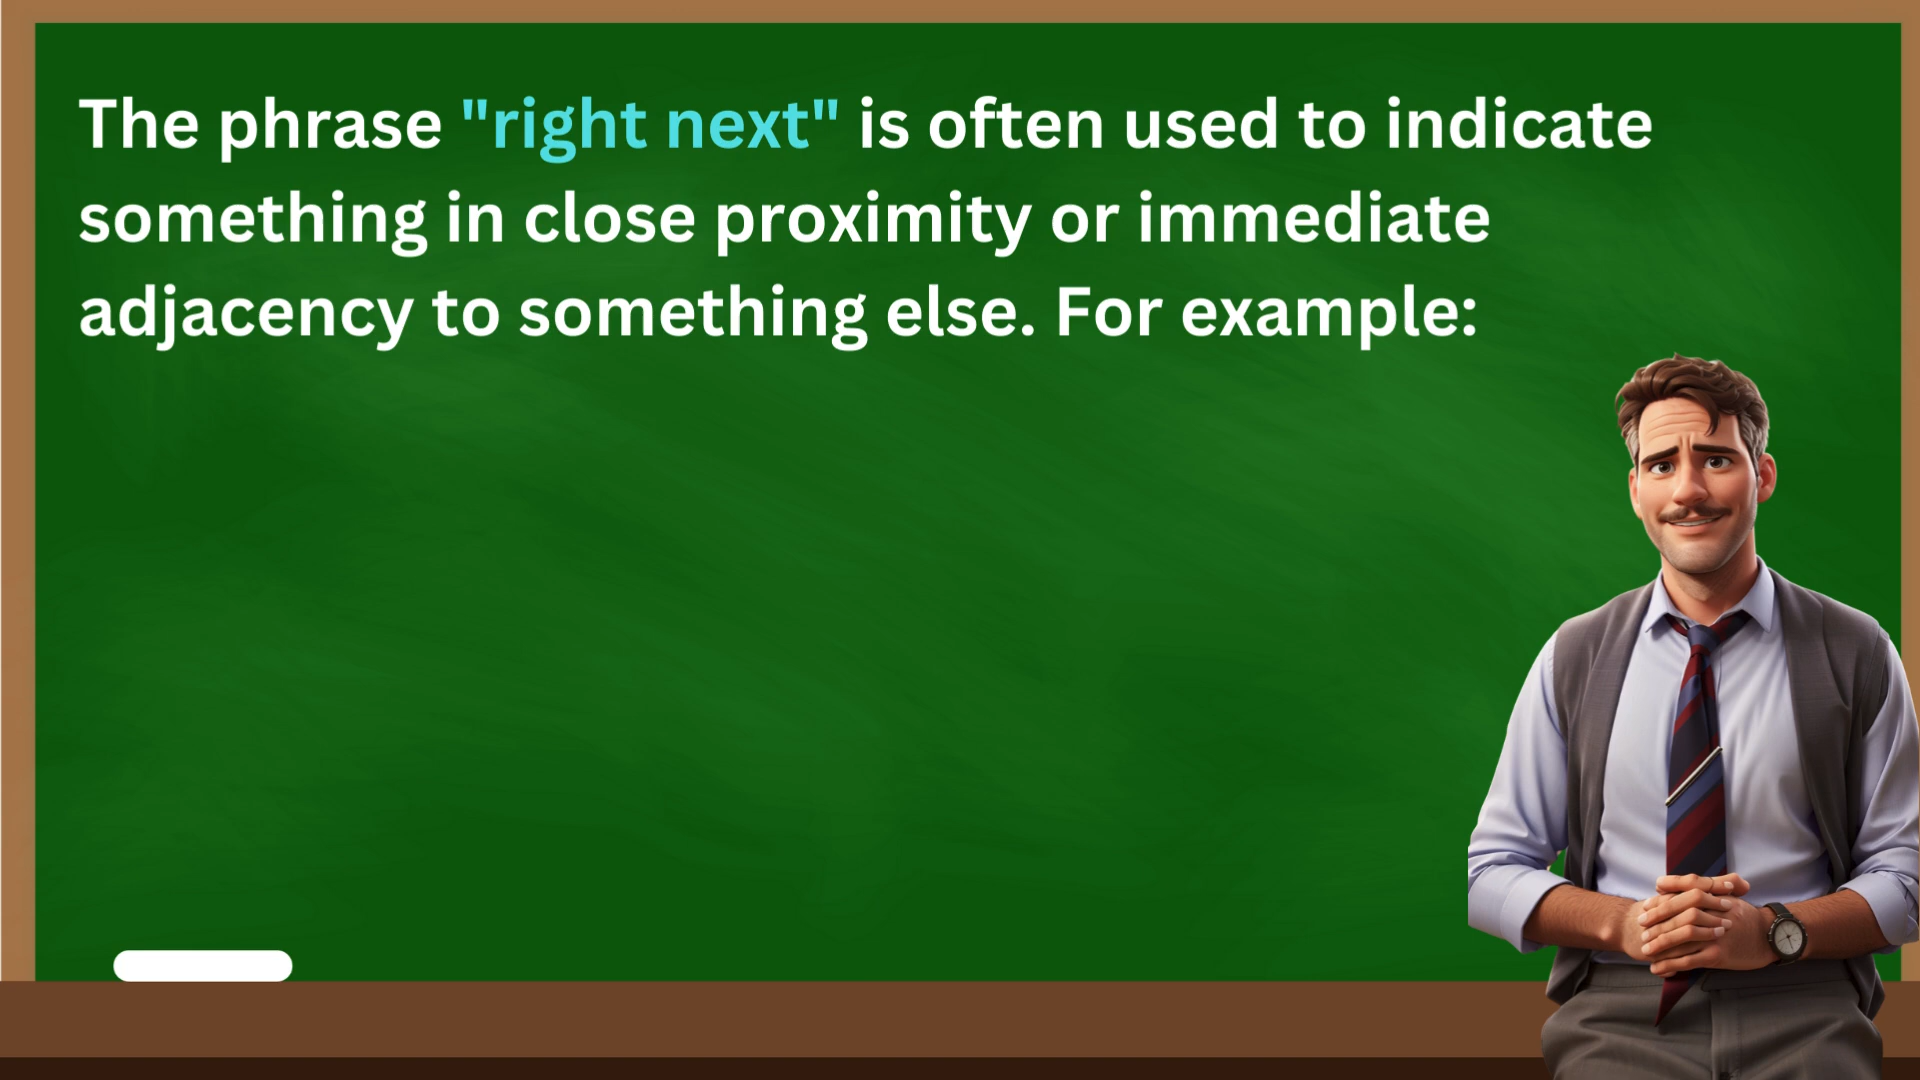 The phrase "right next" is often used to indicate
something in close proximity or immediate
adjacency to something else. For example: